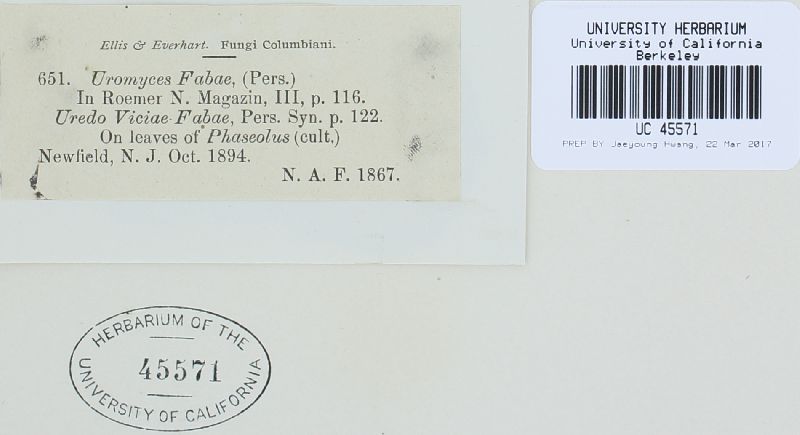 Ellis & Everhart. Fungi Columbiani.
651. Uromyces Fabae, (Pers.)
In Roemer N. Magazin, III, p. 116.
Uredo Viciae-Fabae, Pers. Syn. p. 122.
On leaves of Phaseolus (cult,)
Newfield, N. J. Oct. 1894.
N. A. F. 1867.
UNIVERSITY HERBARIUM
University of California
Berkeley
UC 45571
PREP BY Jaeyoung Hwang, 22 Mar 2017
HERBARIUM OF THE
45571
UNIVERSITY OF CALIFORNIA